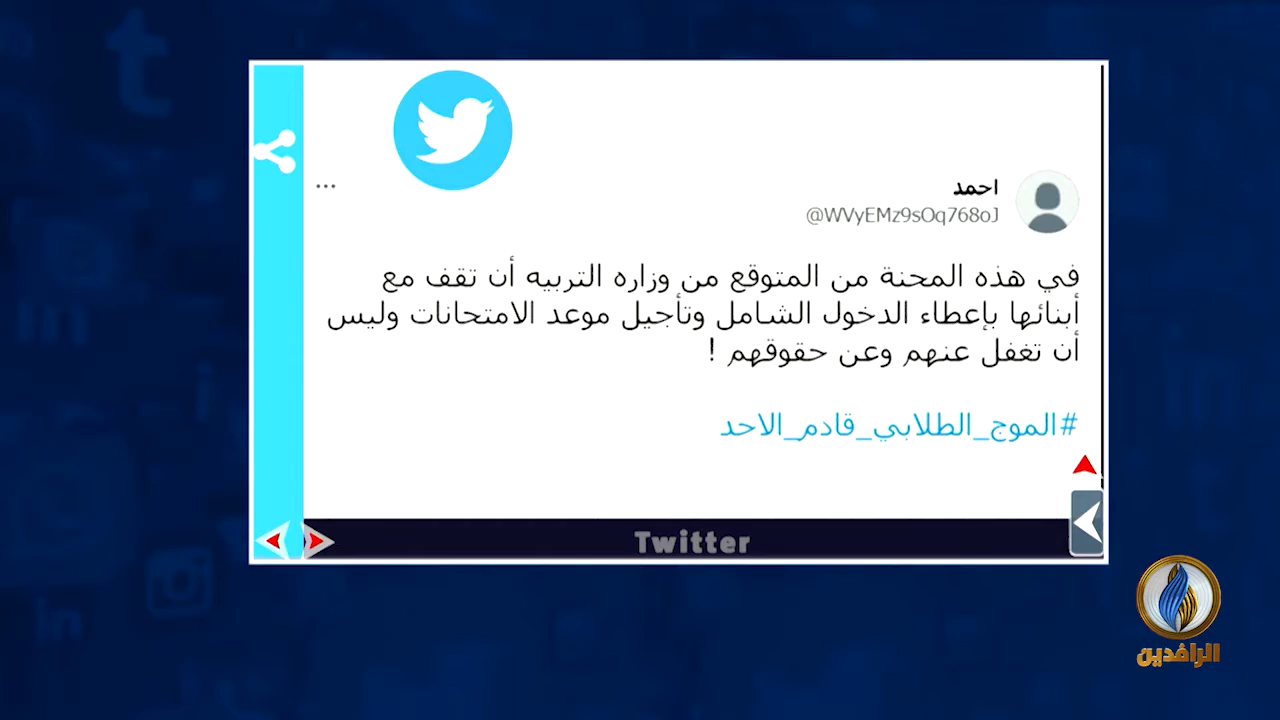 احمد
@WVyEMz9sOq768oJ
...
في هذه المحنة من المتوقع من وزاره التربيه أن تقف مع
أبنائها بإعطاء الدخول الشامل وتأجيل موعد الامتحانات وليس
أن تغفل عنهم وعن حقوقهم !
#الموج_الطلابي_قادم_الاحد
Twitter
الرافدين